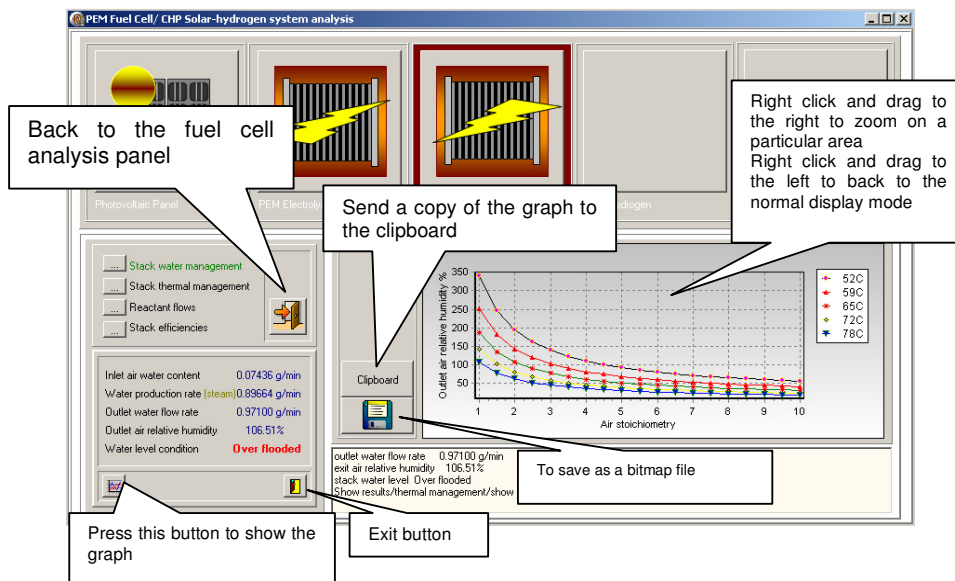 PEM Fuel Cell/ CHP Solar-hydrogen system analysis
Back to the fuel cell
analysis panel
Right click and drag to
the right to zoom on a
particular area
Right click and drag to
the left to back to the
normal display mode
Photovoltaic Panel
PEM Electroly
Send a copy of the graph to
the clipboard
... Stack water management
... Stack thermal management
... Reactant flows
... Stack efficiencies
Inlet air water content 0.07436 g/min
Water production rate (steam) 0.89664 g/min
Outlet water flow rate 0.97100 g/min
Outlet air relative humidity 106.51%
Water level condition Over flooded
Clipboard
Outlet air relative humidity %
350
300
250
200
150
100
50
1 2 3 4 5 6 7 8 9 10
Air stoichiometry
52C
59C
65C
72C
78C
outlet water flow rate 0.97100 g/min
exit air relative humidity 106.51%
stack water level Over flooded
Show results/thermal management/show
To save as a bitmap file
Press this button to show the
graph
Exit button